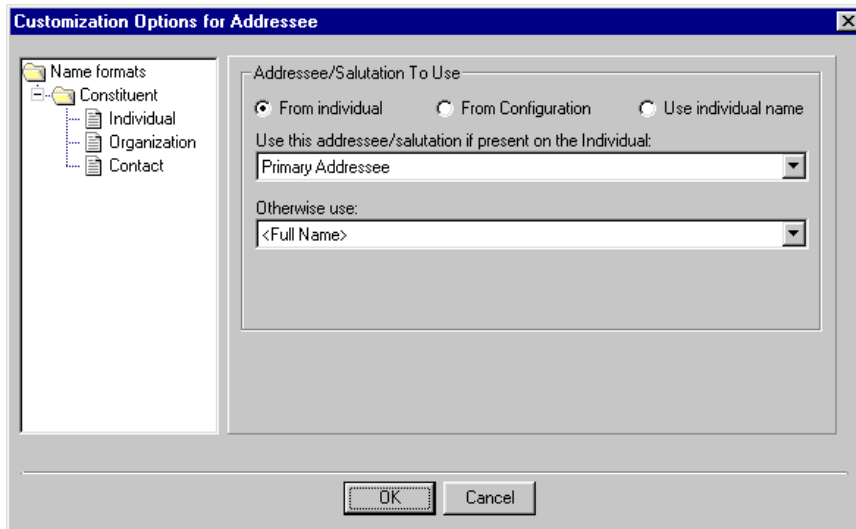 Customization Options for Addressee
Name formats
Constituent
Individual
Organization
Contact
Addressee/Salutation To Use
From individual From Configuration Use individual name
Use this addressee/salutation if present on the Individual:
Primary Addressee
Otherwise use:
<Full Name>
OK Cancel